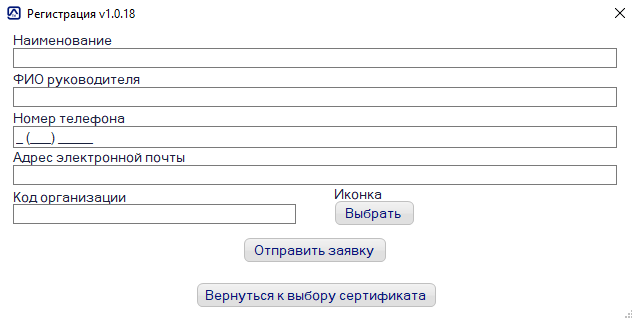 Регистрация v1.0.18
Наименование
ФИО руководителя
Номер телефона
_ (___) _____
Адрес электронной почты
Код организации
Иконка
Выбрать
Отправить заявку
Вернуться к выбору сертификата